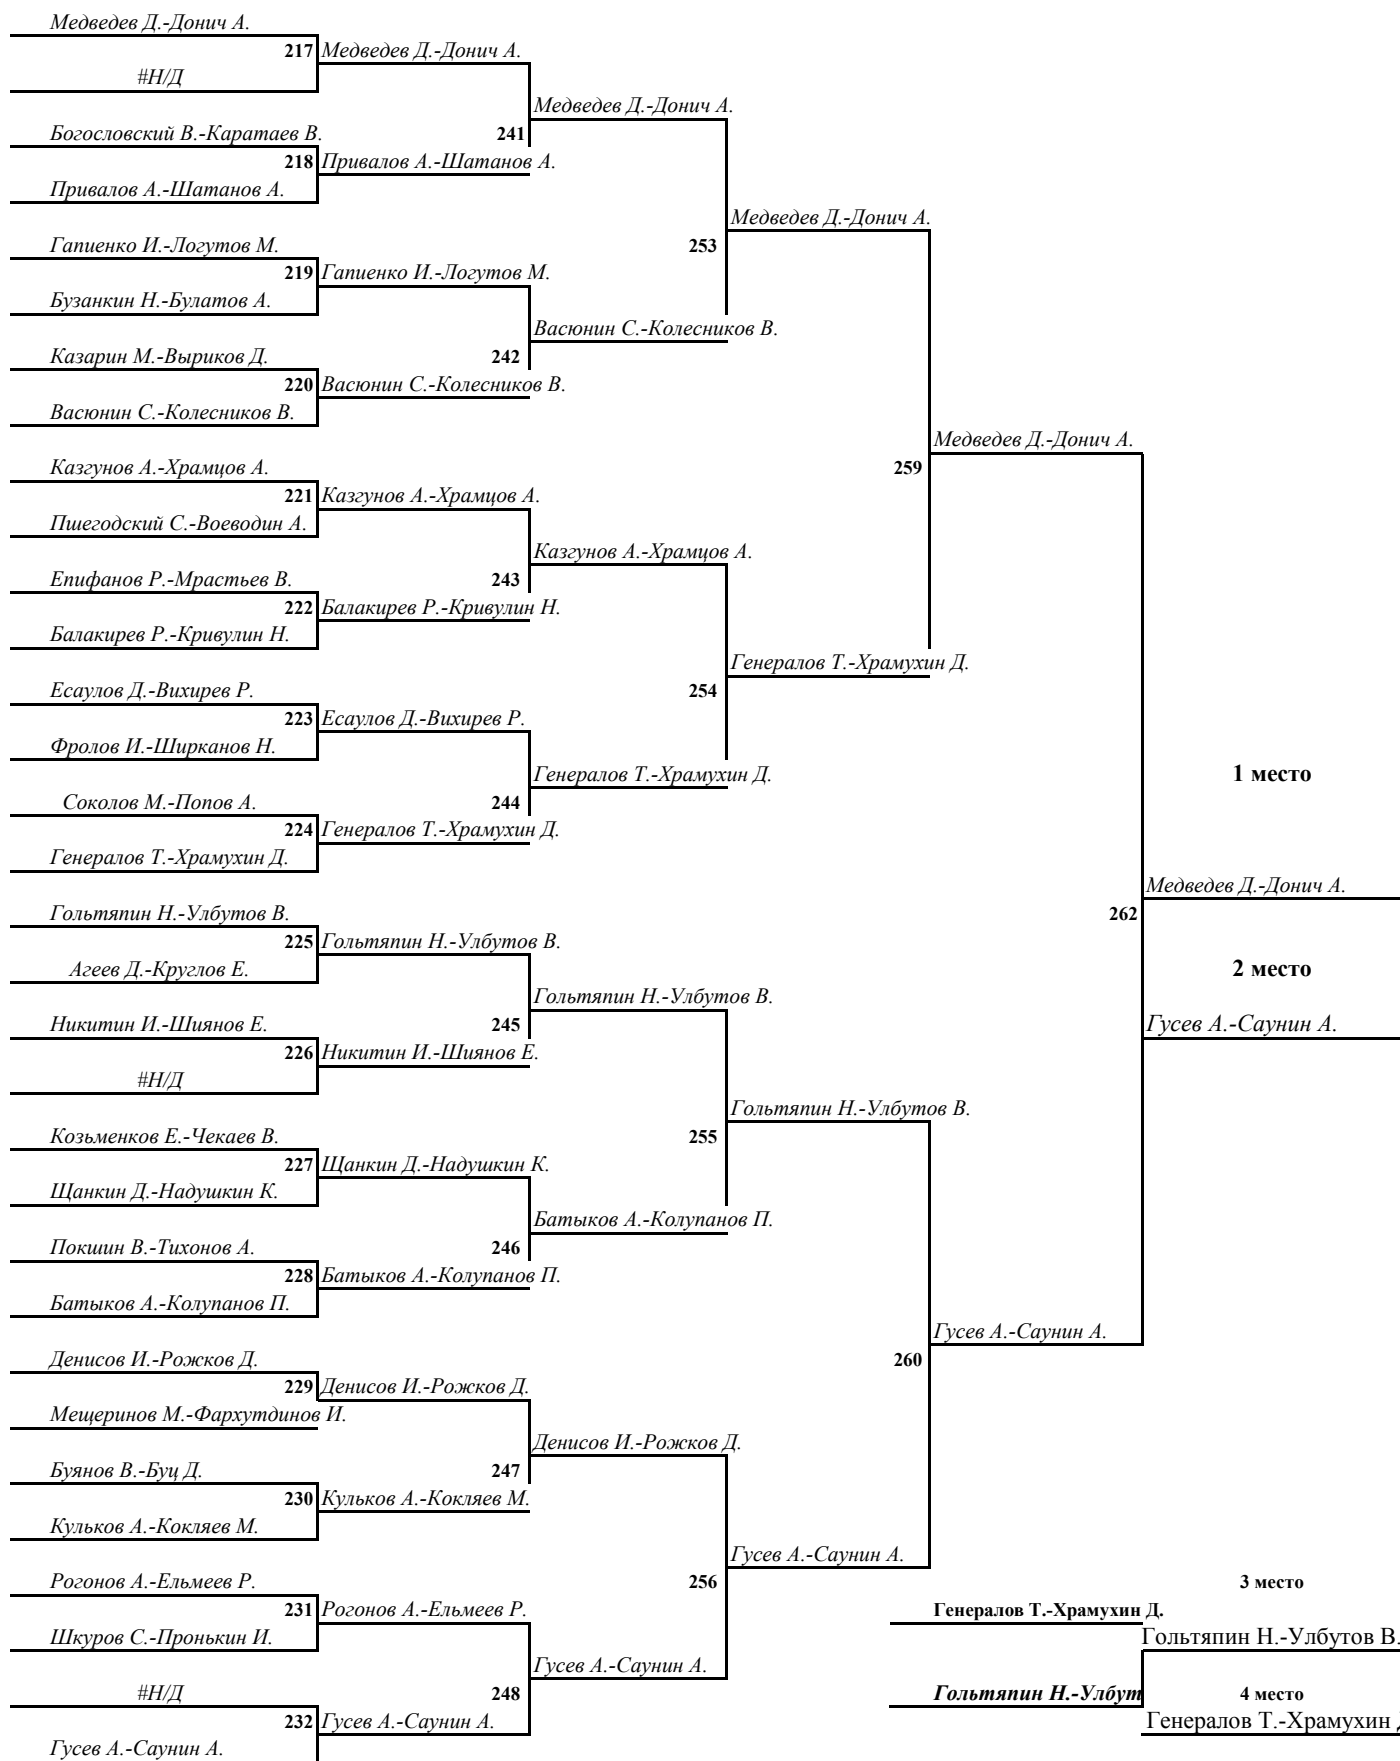 Медведев Д.-Донич А.
217 Медведев Д.-Донич А.
#Н/Д
Медведев Д.-Донич А.
Богословский В.-Каратаев В.
241
218 Привалов А.-Шатанов А.
Привалов А.-Шатанов А.
Медведев Д.-Донич А.
Гапиенко И.-Логутов М.
253
219 Гапиенко И.-Логутов М.
Бузанкин Н.-Булатов А.
Васюнин С.-Колесников В.
Казарин М.-Выриков Д.
242
220 Васюнин С.-Колесников В.
Васюнин С.-Колесников В.
Медведев Д.-Донич А.
Казгунов А.-Храмцов А.
259
221 Казгунов А.-Храмцов А.
Пшегодский С.-Воеводин А.
Казгунов А.-Храмцов А.
Епифанов Р.-Мрастьев В.
243
222 Балакирев Р.-Кривулин Н.
Балакирев Р.-Кривулин Н.
Генералов Т.-Храмухин Д.
Есаулов Д.-Вихирев Р.
254
223 Есаулов Д.-Вихирев Р.
Фролов И.-Ширканов Н.
Генералов Т.-Храмухин Д.
1 место
Соколов М.-Попов А.
244
224 Генералов Т.-Храмухин Д.
Генералов Т.-Храмухин Д.
Медведев Д.-Донич А.
Гольтяпин Н.-Улбутов В.
262
225 Гольтяпин Н.-Улбутов В.
Агеев Д.-Круглов Е.
2 место
Гольтяпин Н.-Улбутов В.
Никитин И.-Шиянов Е.
245
Гусев А.-Саунин А.
226 Никитин И.-Шиянов Е.
#Н/Д
Гольтяпин Н.-Улбутов В.
Козьменков Е.-Чекаев В.
255
227 Щанкин Д.-Надушкин К.
Щанкин Д.-Надушкин К.
Батыков А.-Колупанов П.
Покшин В.-Тихонов А.
246
228 Батыков А.-Колупанов П.
Батыков А.-Колупанов П.
Гусев А.-Саунин А.
Денисов И.-Рожков Д.
260
229 Денисов И.-Рожков Д.
Мещеринов М.-Фархутдинов И.
Денисов И.-Рожков Д.
Буянов В.-Буц Д.
247
230 Кульков А.-Кокляев М.
Кульков А.-Кокляев М.
Гусев А.-Саунин А.
Рогонов А.-Ельмеев Р.
256
3 место
231 Рогонов А.-Ельмеев Р.
Генералов Т.-Храмухин Д.
Шкуров С.-Пронькин И.
Гольтяпин Н.-Улбутов В.
Гусев А.-Саунин А.
#Н/Д
248
Гольтяпин Н.-Улбут
4 место
232 Гусев А.-Саунин А.
Генералов Т.-Храмухин
Гусев А.-Саунин А.